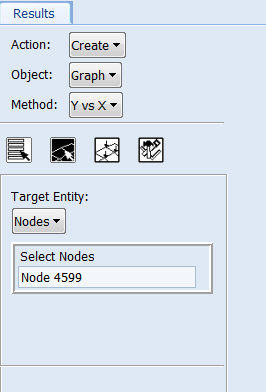 Results
Action: Create
Object: Graph
Method: Y vs X
Target Entity:
Nodes
Select Nodes
Node 4599